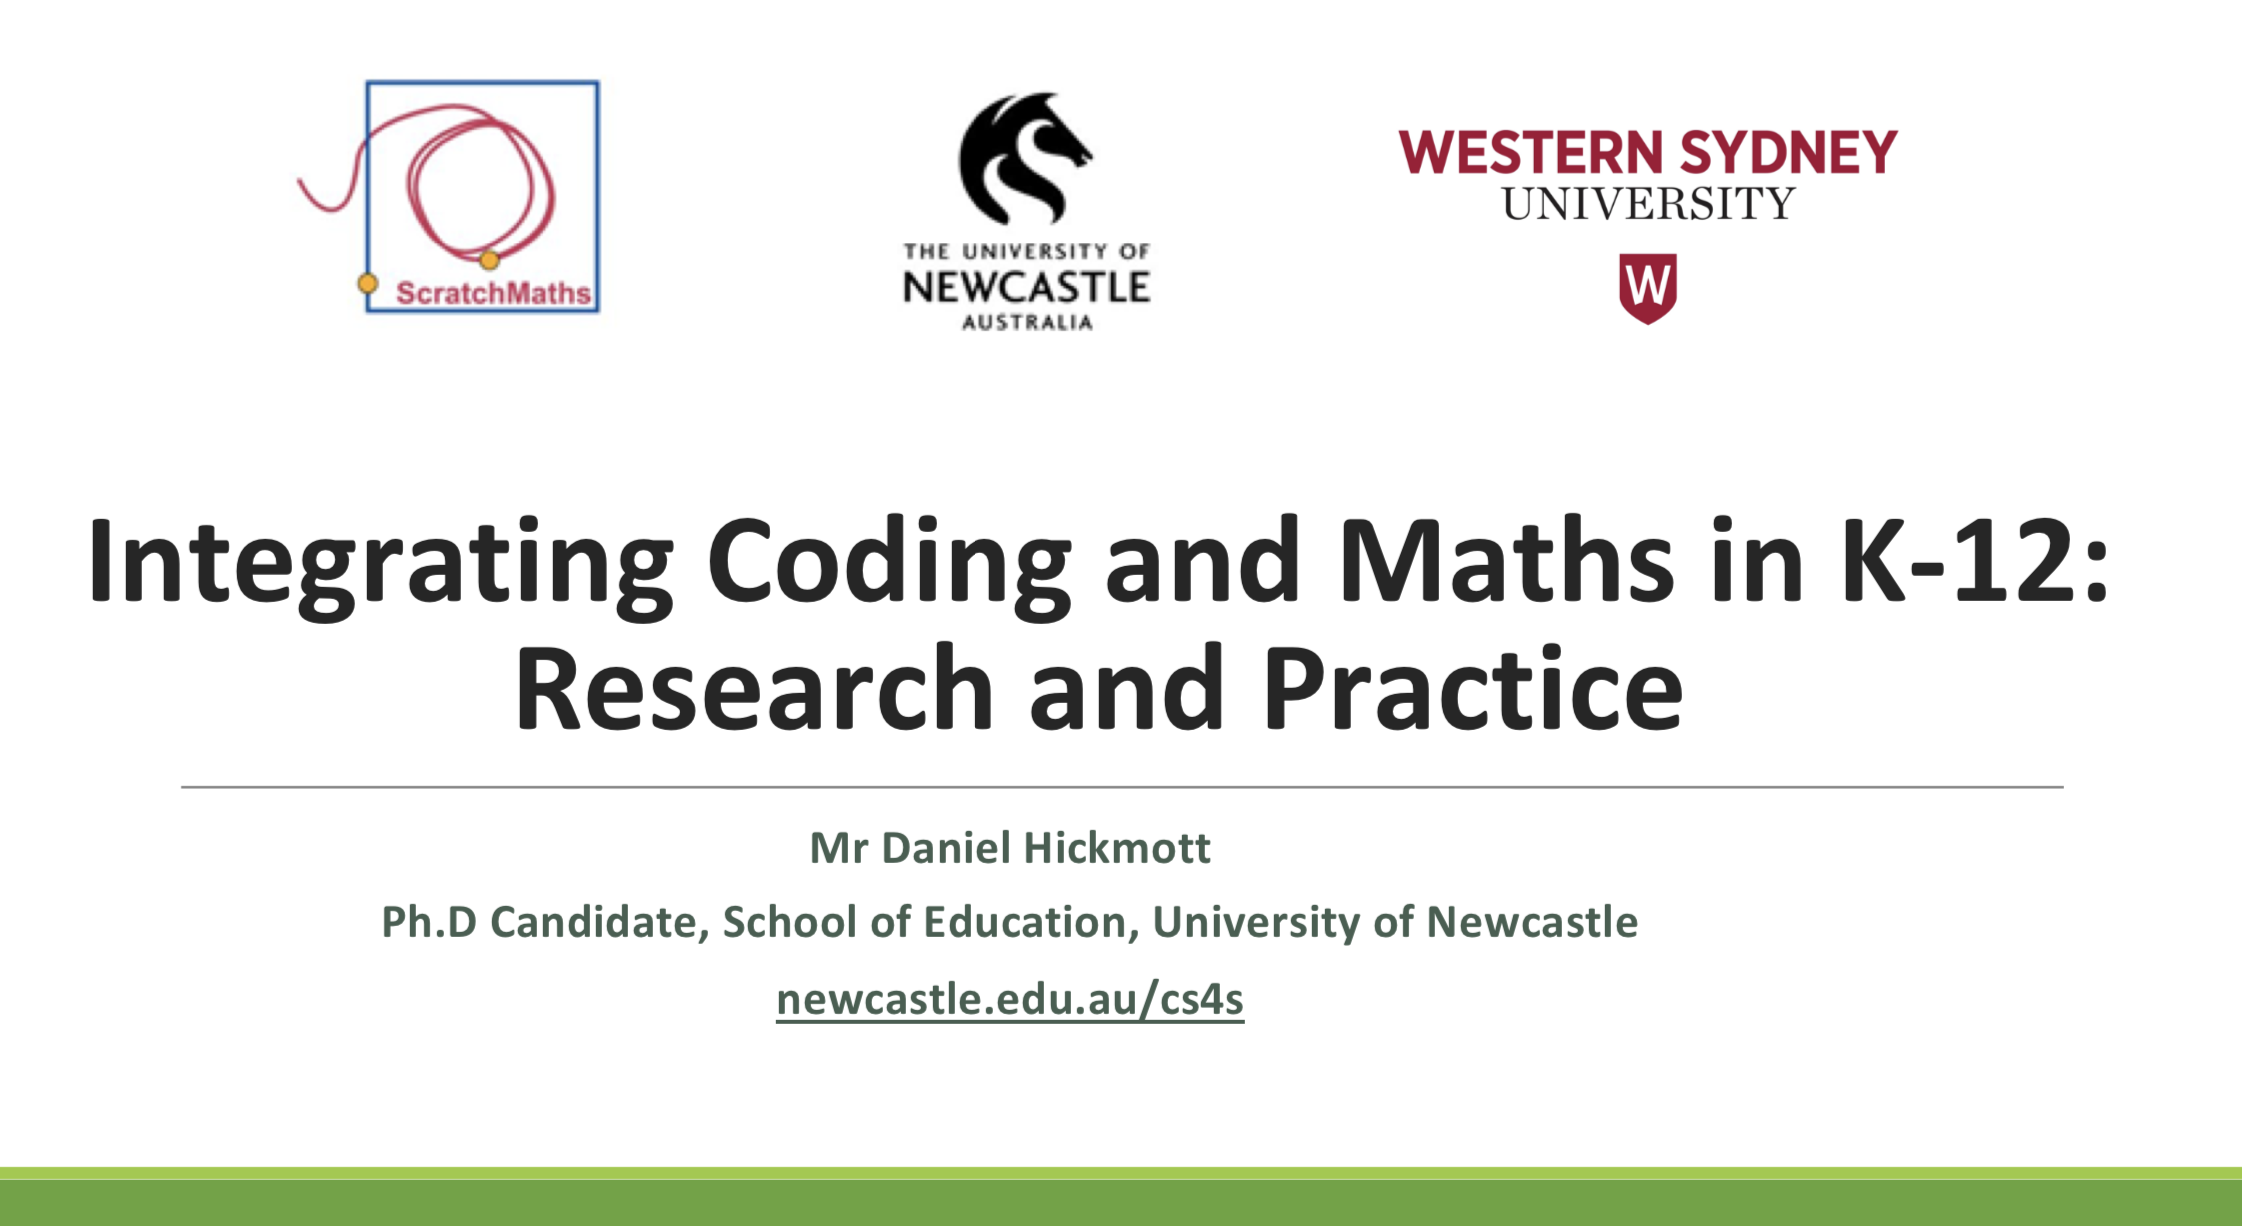 ScratchMaths
THE UNIVERSITY OF
NEWCASTLE
AUSTRALIA
WESTERN SYDNEY
UNIVERSITY
W
Integrating Coding and Maths in K-12:
Research and Practice
Mr Daniel Hickmott
Ph.D Candidate, School of Education, University of Newcastle
newcastle.edu.au/cs4s